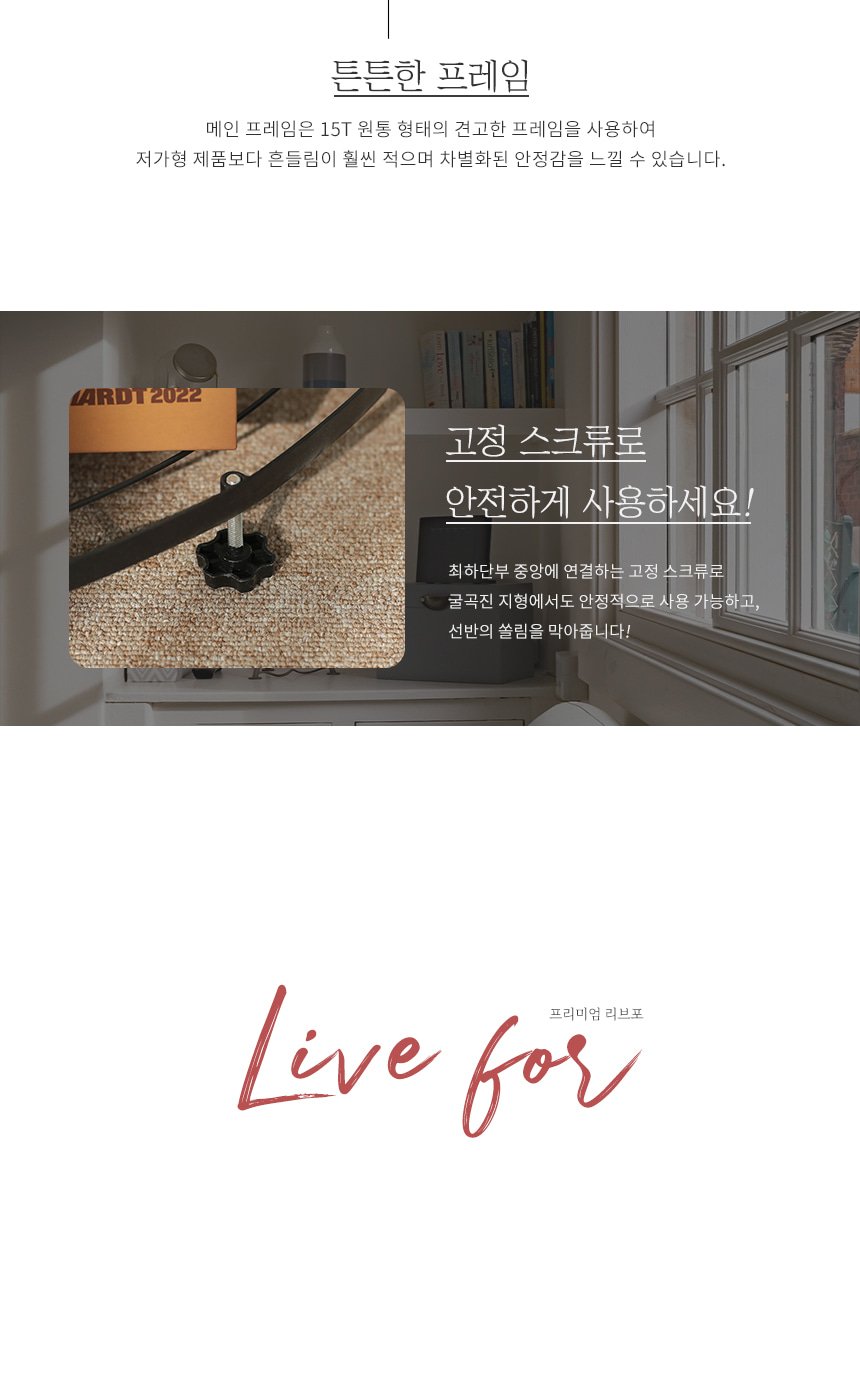 튼튼한 프레임
메인 프레임은 15T 원통 형태의 견고한 프레임을 사용하여
저가형 제품보다 흔들림이 훨씬 적으며 차별화된 안정감을 느낄 수 있습니다.
2022
고정 스크류로
안전하게 사용하세요!
최하단부 중앙에 연결하는 고정 스크류로
굴곡진 지형에서도 안정적으로 사용 가능하고,
선반의 쏠림을 막아줍니다!
프리미엄 리브포
Live for